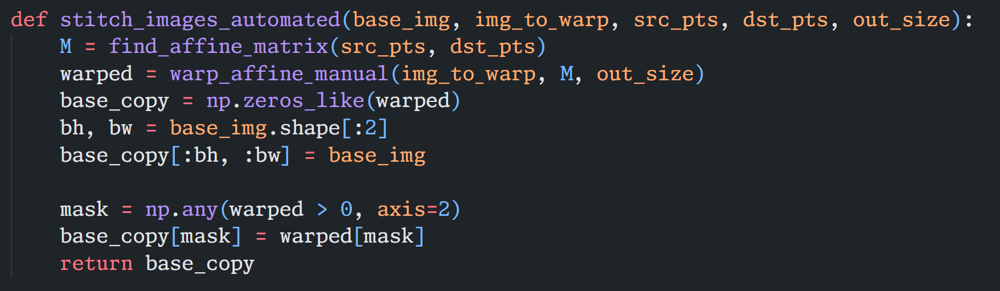 def stitch_images_automated(base_img, img_to_warp, src_pts, dst_pts, out_size):
    M = find_affine_matrix(src_pts, dst_pts)
    warped = warp_affine_manual(img_to_warp, M, out_size)
    base_copy = np.zeros_like(warped)
    bh, bw = base_img.shape[:2]
    base_copy[:bh, :bw] = base_img

    mask = np.any(warped > 0, axis=2)
    base_copy[mask] = warped[mask]
    return base_copy